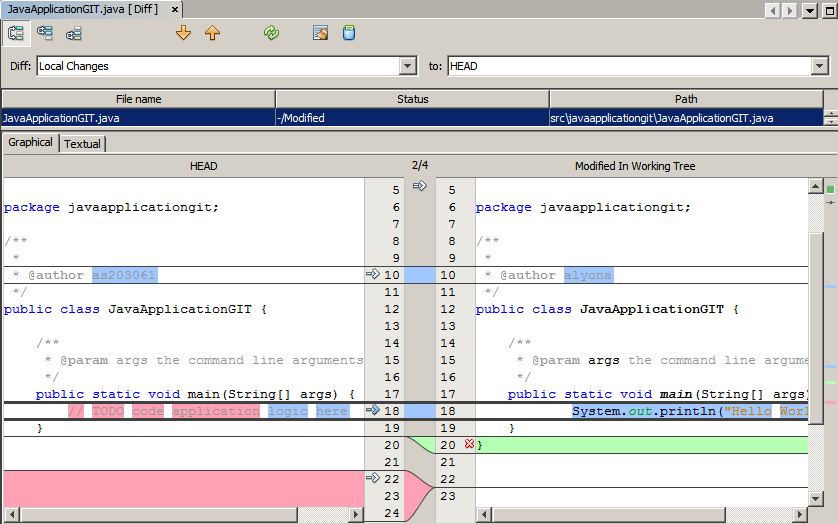 JavaApplicationGIT.java [ Diff ] ×
Diff: Local Changes to: HEAD
File name Status Path
JavaApplicationGIT.java -/Modified src\javaapplicationgit\JavaApplicationGIT.java
Graphical Textual
HEAD 2/4 Modified In Working Tree
5 5
package javaapplicationgit; 6 6 package javaapplicationgit;
7 7
/** 8 8 /**
* 9 9 *
* @author as203061 10 10 * @author alyona
*/ 11 11 */
public class JavaApplicationGIT { 12 12 public class JavaApplicationGIT {
13 13
/** 14 14 /**
* @param args the command line arguments 15 15 * @param args the command line argume
*/ 16 16 */
public static void main(String[] args) { 17 17 public static void main(String[] args)
// TODO code application logic here 18 18 System.out.println("Hello Worl
} 19 19 }
20 20 }
21 21
22 22
23 23
24